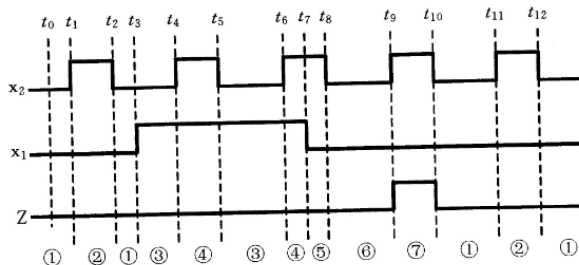 t0 t1 t2 t3 t4 t5 t6 t7 t8 t9 t10 t11 t12
x2
x1
Z
① ② ① ③ ④ ③ ④ ⑤ ⑥ ⑦ ① ② ①